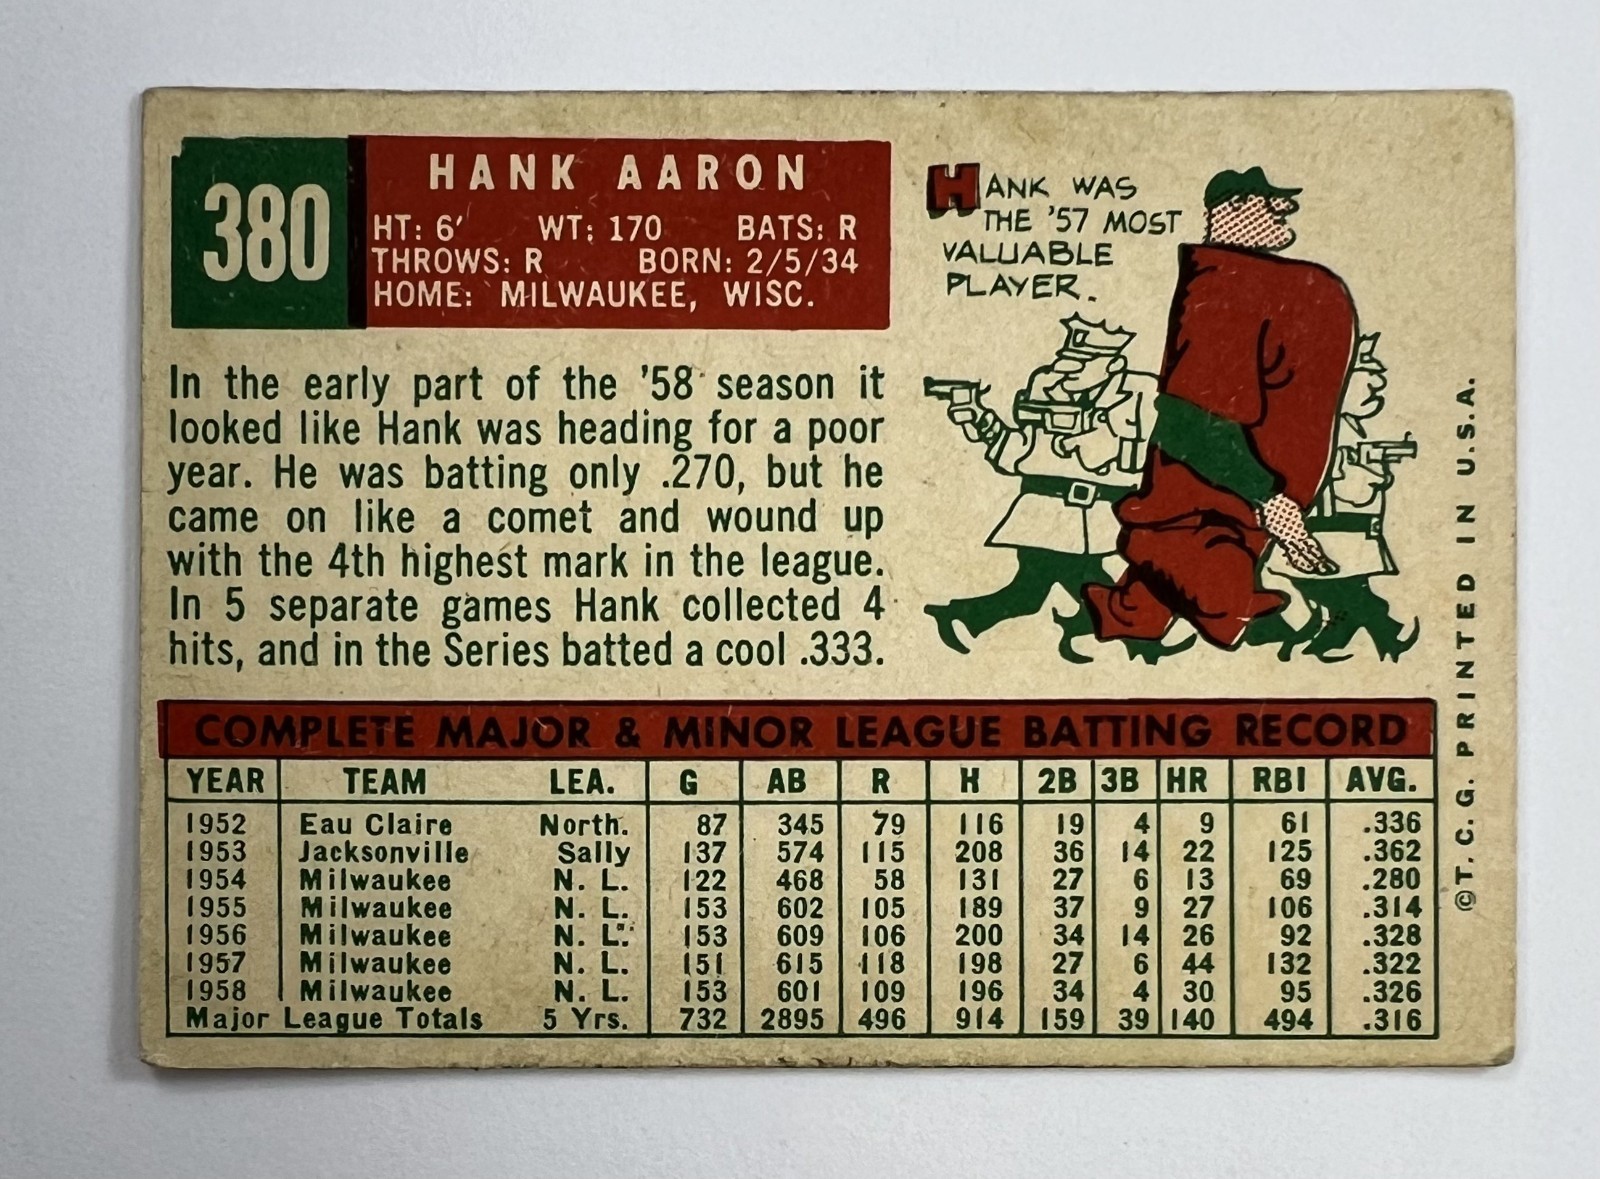 380
HANK AARON
HT: 6' WT: 170 BATS: R
THROWS: R BORN: 2/5/34
HOME: MILWAUKEE, WISC.
HANK WAS
THE '57 MOST
VALUABLE
PLAYER.
In the early part of the '58 season it
looked like Hank was heading for a poor
year. He was batting only .270, but he
came on like a comet and wound up
with the 4th highest mark in the league.
In 5 separate games Hank collected 4
hits, and in the Series batted a cool .333.
COMPLETE MAJOR & MINOR LEAGUE BATTING RECORD
YEAR TEAM LEA. G AB R H 2B 3B HR RBI AVG.
1952 Eau Claire North. 87 345 79 116 19 4 9 61 .336
1953 Jacksonville Sally 137 574 115 208 36 14 22 125 .362
1954 Milwaukee N. L. 122 468 58 131 27 6 13 69 .280
1955 Milwaukee N. L. 153 602 105 189 37 9 27 106 .314
1956 Milwaukee N. L. 153 609 106 200 34 14 26 92 .328
1957 Milwaukee N. L. 151 615 118 198 27 6 44 132 .322
1958 Milwaukee N. L. 153 601 109 196 34 4 30 95 .326
Major League Totals 5 Yrs. 732 2895 496 914 159 39 140 494 .316
©T. C. G. PRINTED IN U.S.A.